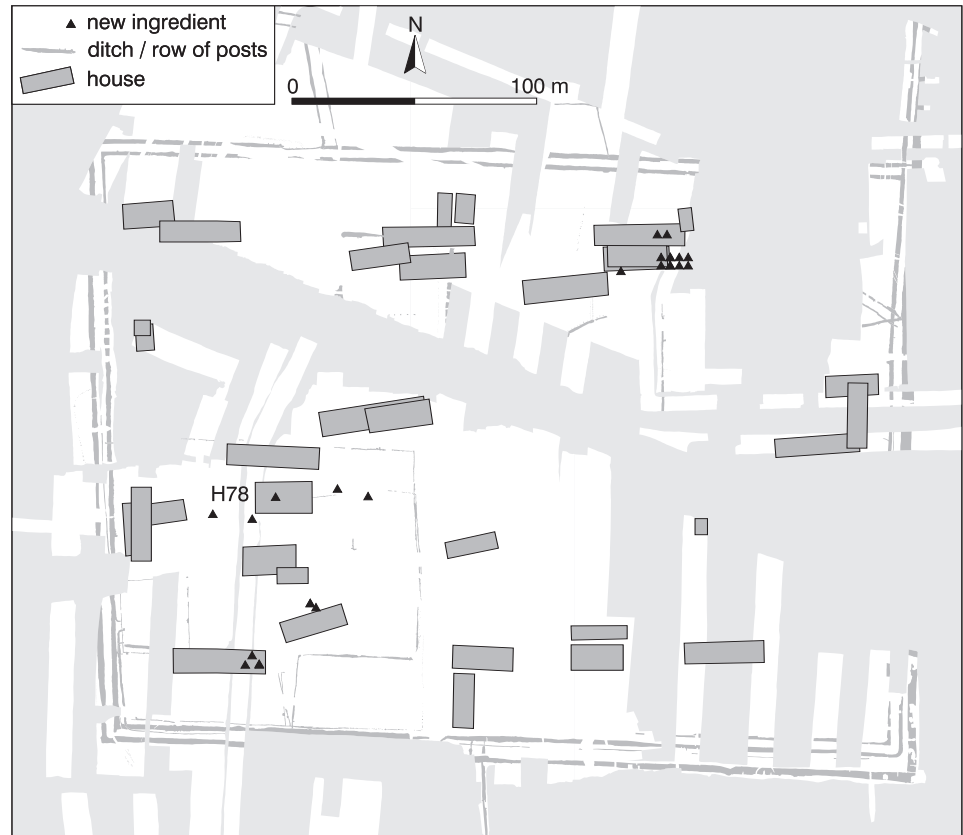 new ingredient
ditch / row of posts
house
N
0 100 m
H78